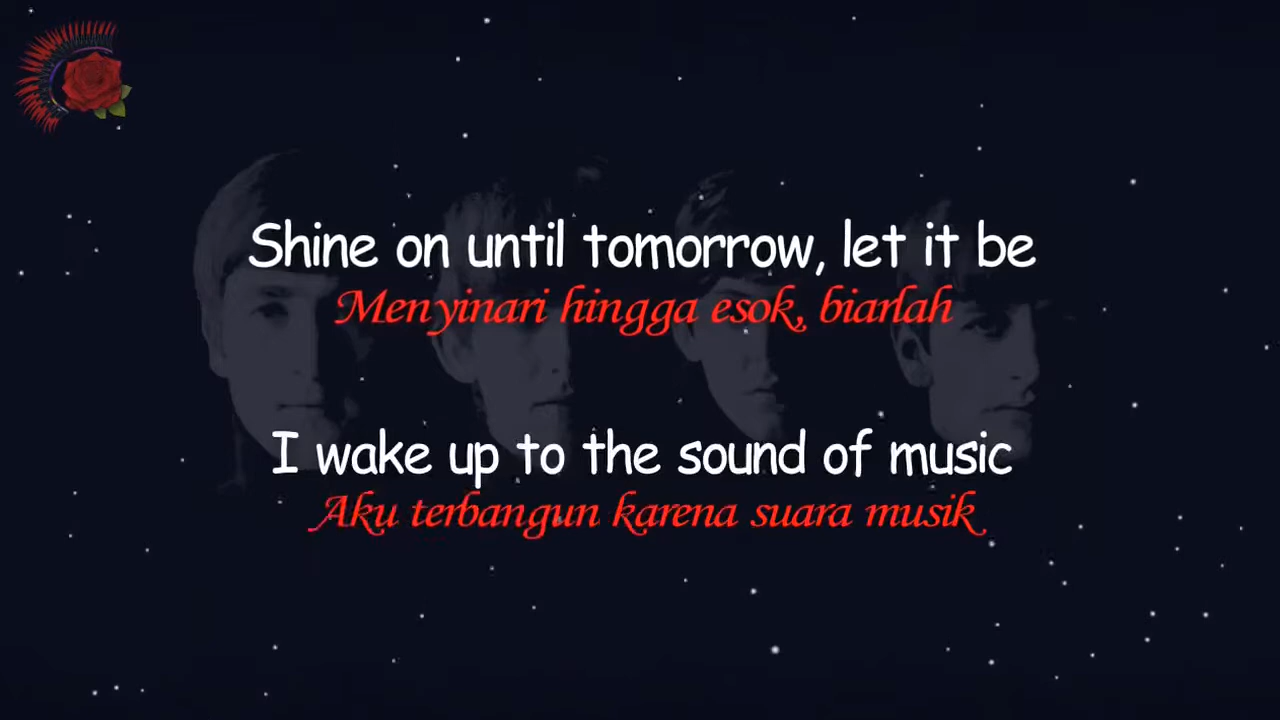 Shine on until tomorrow, let it be
Menyinari hingga esok, biarlah
I wake up to the sound of music
Aku terbangun karena suara musik